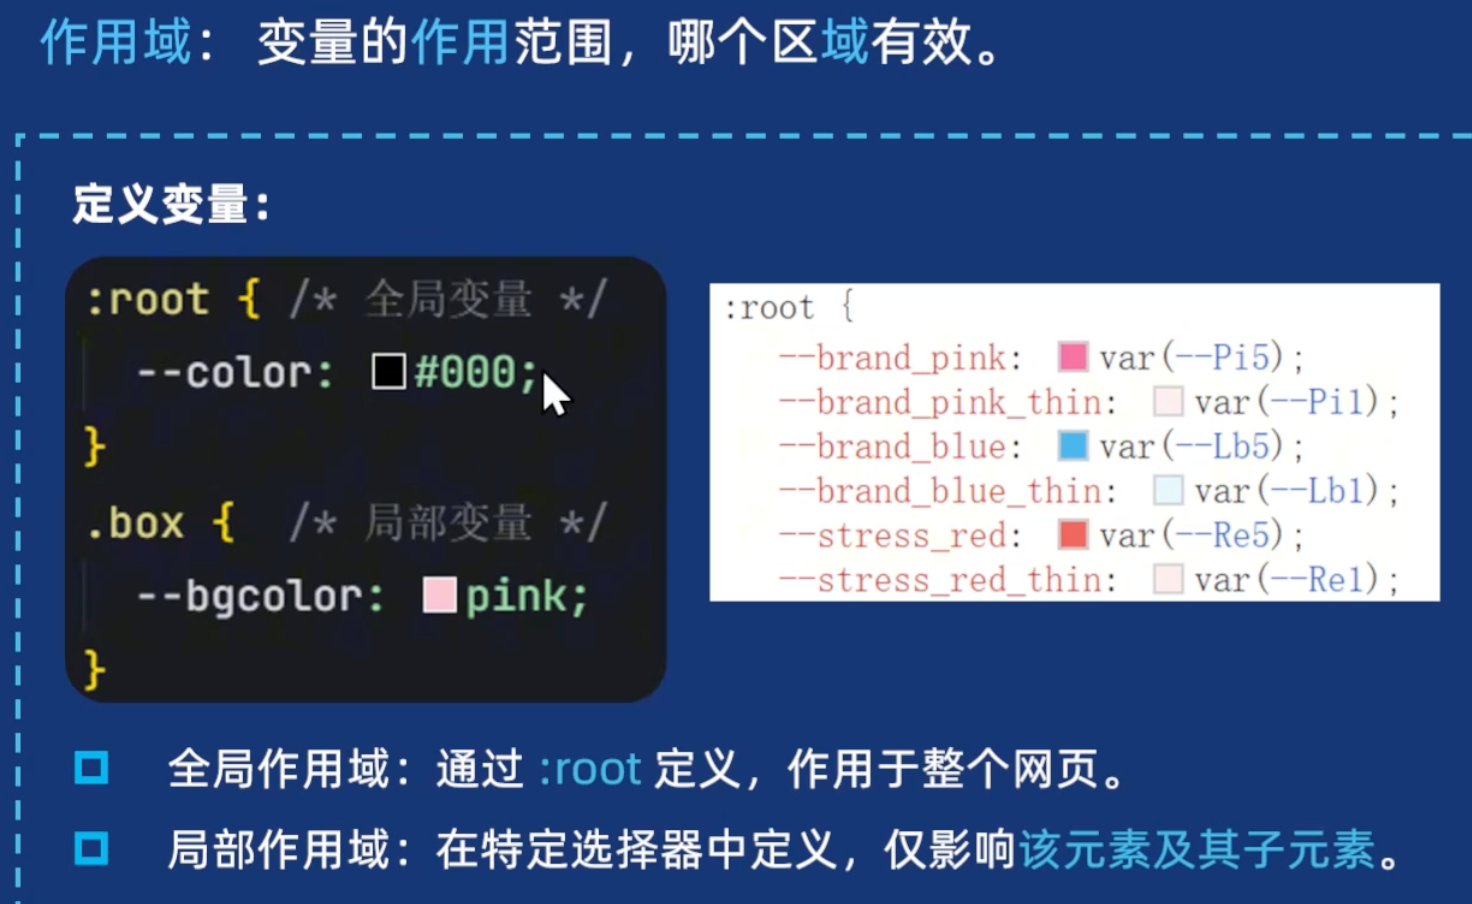 作用域： 变量的作用范围，哪个区域有效。
定义变量：
:root { /* 全局变量 */
--color: #000;
}
.box { /* 局部变量 */
--bgcolor: pink;
}
:root {
--brand_pink: var(--Pi5);
--brand_pink_thin: var(--Pi1);
--brand_blue: var(--Lb5);
--brand_blue_thin: var(--Lb1);
--stress_red: var(--Re5);
--stress_red_thin: var(--Re1);
全局作用域：通过 :root 定义，作用于整个网页。
局部作用域：在特定选择器中定义，仅影响该元素及其子元素。